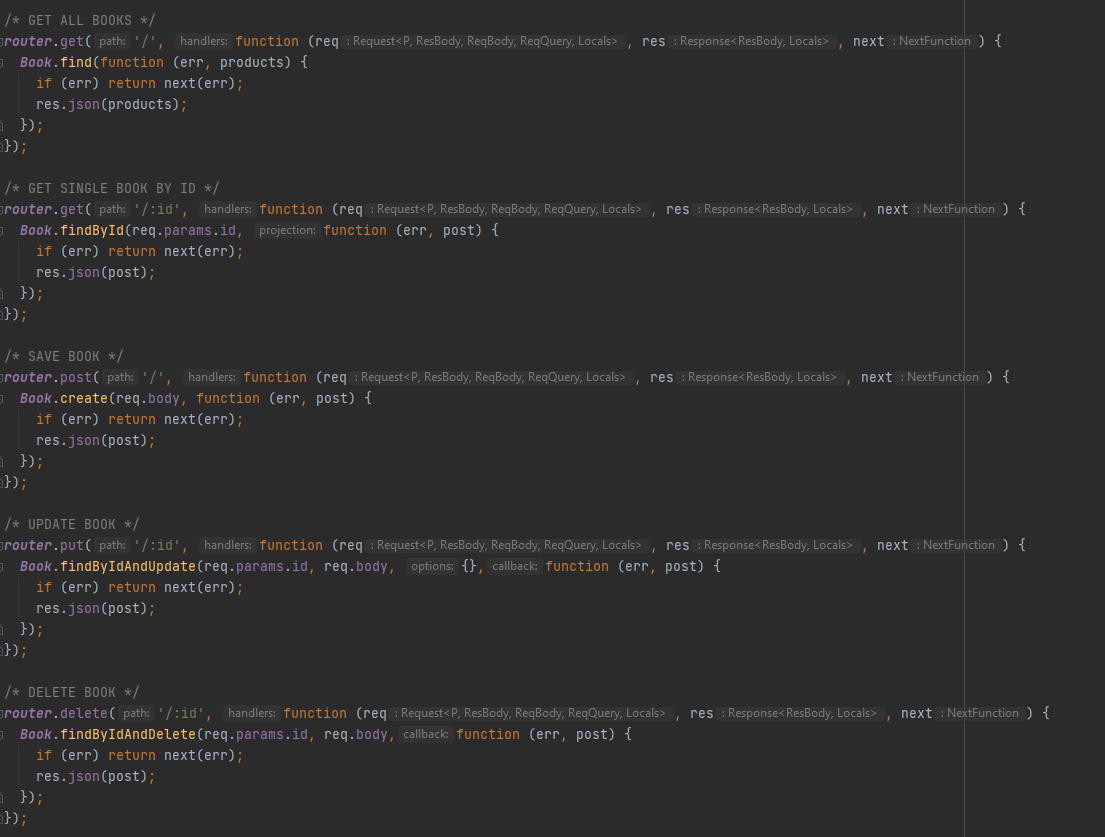 /* GET ALL BOOKS */
router.get( path: '/', handlers: function (req : Request<P, ResBody, ReqBody, ReqQuery, Locals> , res : Response<ResBody, Locals> , next : NextFunction ) {
  Book.find(function (err, products) {
    if (err) return next(err);
    res.json(products);
  });
});

/* GET SINGLE BOOK BY ID */
router.get( path: '/:id', handlers: function (req : Request<P, ResBody, ReqBody, ReqQuery, Locals> , res : Response<ResBody, Locals> , next : NextFunction ) {
  Book.findById(req.params.id, projection: function (err, post) {
    if (err) return next(err);
    res.json(post);
  });
});

/* SAVE BOOK */
router.post( path: '/', handlers: function (req : Request<P, ResBody, ReqBody, ReqQuery, Locals> , res : Response<ResBody, Locals> , next : NextFunction ) {
  Book.create(req.body, function (err, post) {
    if (err) return next(err);
    res.json(post);
  });
});

/* UPDATE BOOK */
router.put( path: '/:id', handlers: function (req : Request<P, ResBody, ReqBody, ReqQuery, Locals> , res : Response<ResBody, Locals> , next : NextFunction ) {
  Book.findByIdAndUpdate(req.params.id, req.body, options: {}, callback: function (err, post) {
    if (err) return next(err);
    res.json(post);
  });
});

/* DELETE BOOK */
router.delete( path: '/:id', handlers: function (req : Request<P, ResBody, ReqBody, ReqQuery, Locals> , res : Response<ResBody, Locals> , next : NextFunction ) {
  Book.findByIdAndDelete(req.params.id, req.body, callback: function (err, post) {
    if (err) return next(err);
    res.json(post);
  });
});